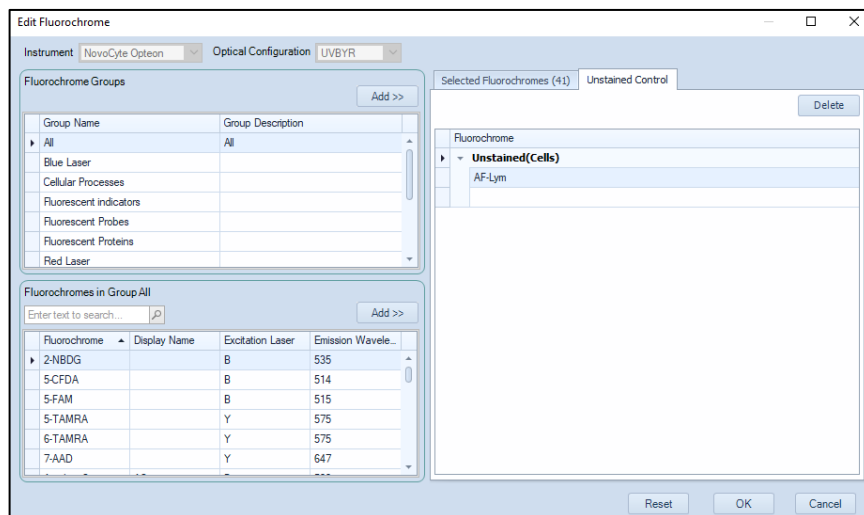 Edit Fluorochrome
Instrument NovoCyte Opteon Optical Configuration UVBYR
Fluorochrome Groups
Add >>
Group Name Group Description
All All
Blue Laser
Cellular Processes
Fluorescent indicators
Fluorescent Probes
Fluorescent Proteins
Red Laser
Fluorochromes in Group All
Enter text to search... Add >>
Fluorochrome Display Name Excitation Laser Emission Wavele...
2-NBDG B 535
5-CFDA B 514
5-FAM B 515
5-TAMRA Y 575
6-TAMRA Y 575
7-AAD Y 647
Selected Fluorochromes (41) Unstained Control
Delete
Fluorochrome
Unstained(Cells)
AF-Lym
Reset OK Cancel